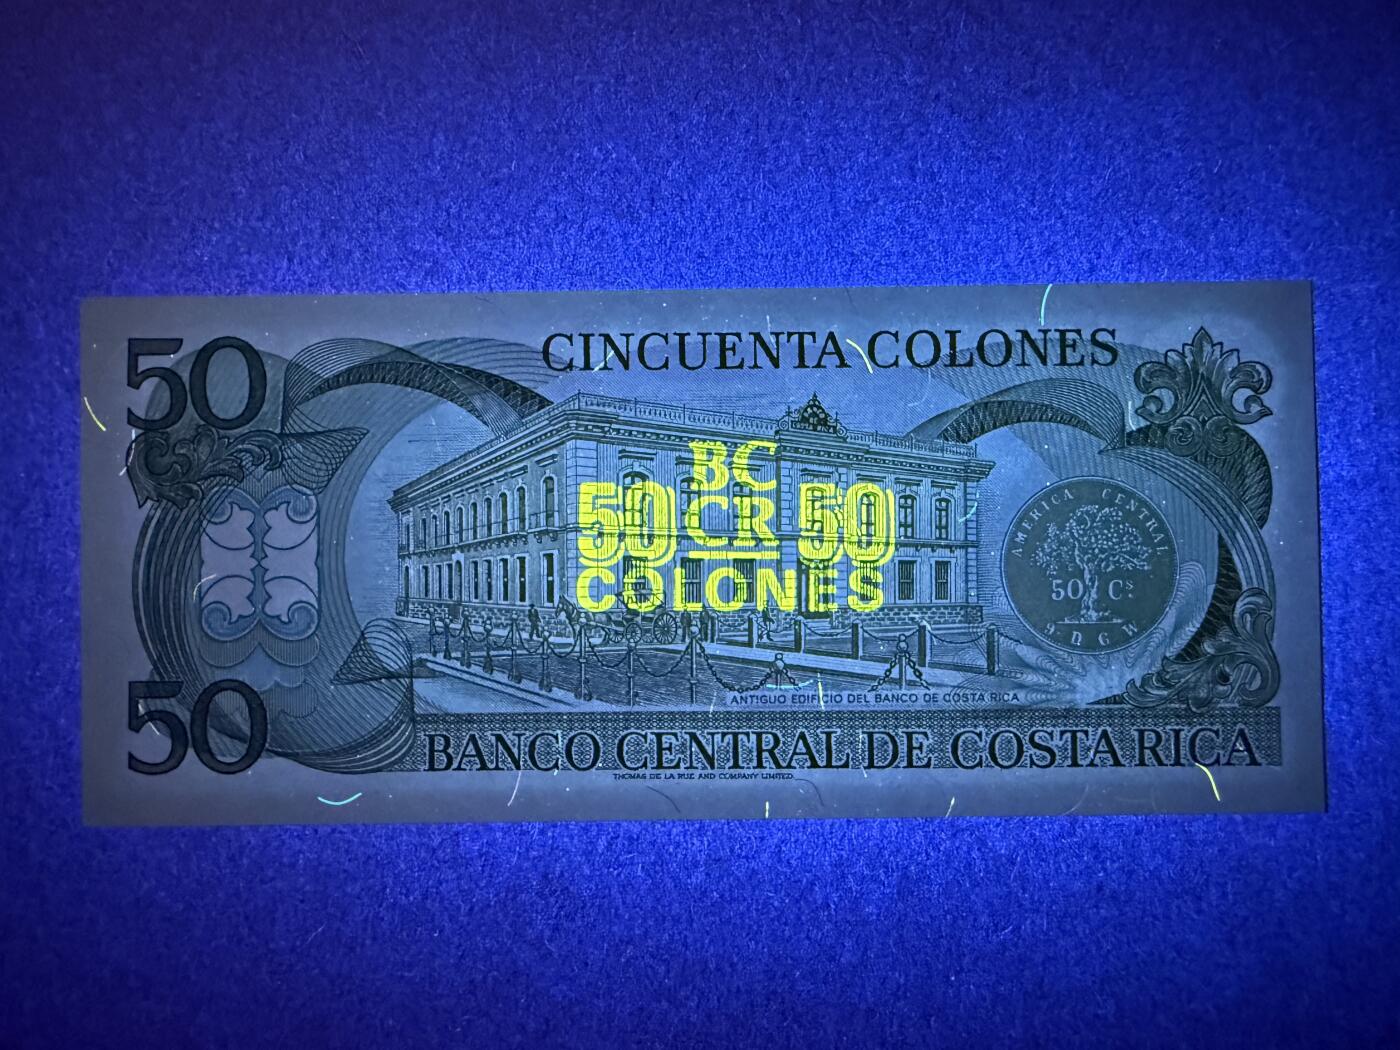 50
CINCUENTA COLONES
BC
50 CR 50
COLONES
AMERICA CENTRAL
50 Cs
9 D G W
ANTIGUO EDIFICIO DEL BANCO DE COSTA RICA
50
BANCO CENTRAL DE COSTA RICA
THOMAS DE LA RUE AND COMPANY LIMITED